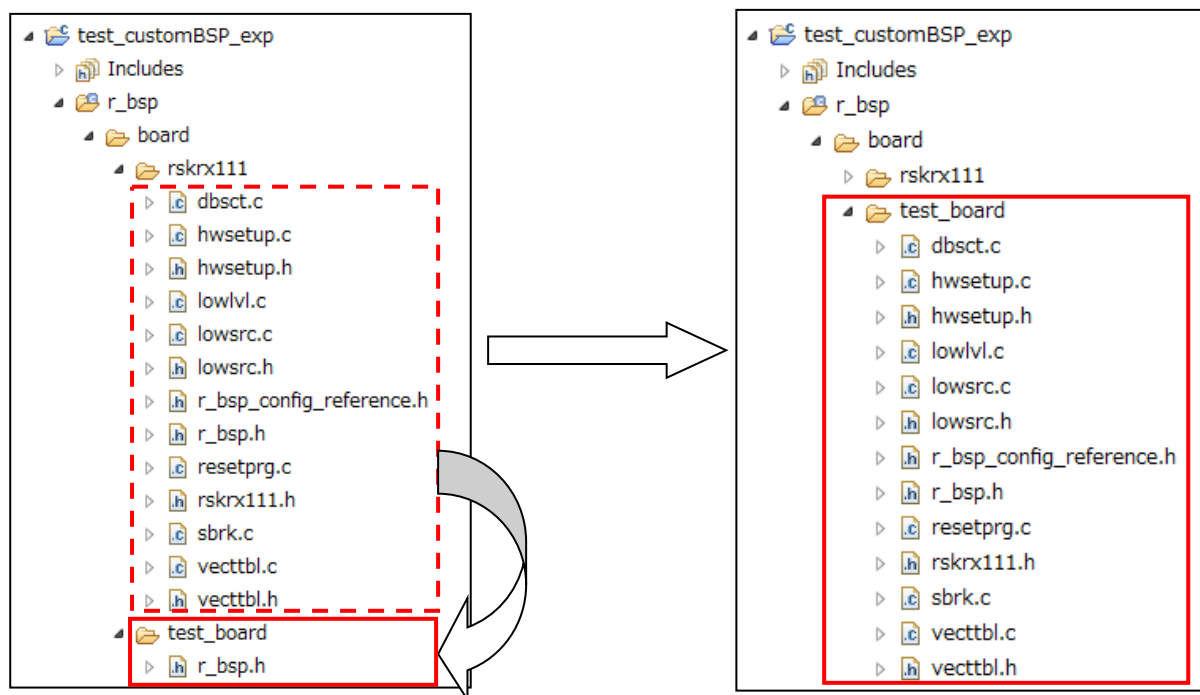 test_customBSP_exp
Includes
r_bsp
board
rskrx111
dbsct.c
hwsetup.c
hwsetup.h
lowlvl.c
lowsrc.c
lowsrc.h
r_bsp_config_reference.h
r_bsp.h
resetprg.c
rskrx111.h
sbrk.c
vecttbl.c
vecttbl.h
test_board
r_bsp.h
test_customBSP_exp
Includes
r_bsp
board
rskrx111
test_board
dbsct.c
hwsetup.c
hwsetup.h
lowlvl.c
lowsrc.c
lowsrc.h
r_bsp_config_reference.h
r_bsp.h
resetprg.c
rskrx111.h
sbrk.c
vecttbl.c
vecttbl.h